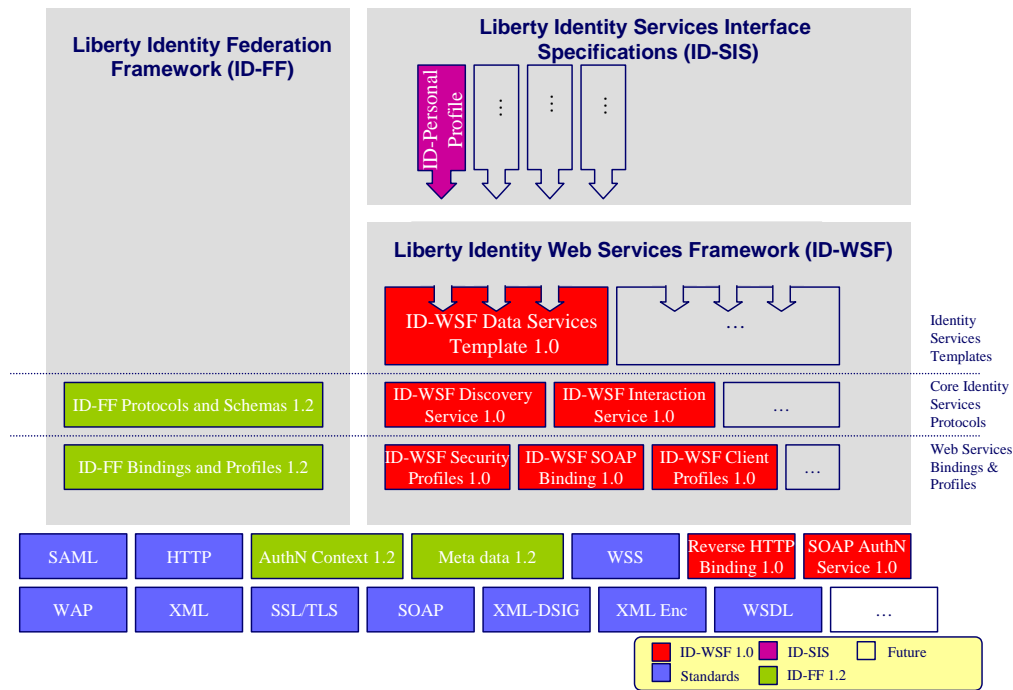 Liberty Identity Federation
Framework (ID-FF)
Liberty Identity Services Interface
Specifications (ID-SIS)
ID-Personal
Profile
…
…
…
Liberty Identity Web Services Framework (ID-WSF)
ID-WSF Data Services
Template 1.0
…
Identity
Services
Templates
ID-FF Protocols and Schemas 1.2
ID-WSF Discovery
Service 1.0
ID-WSF Interaction
Service 1.0
…
Core Identity
Services
Protocols
ID-FF Bindings and Profiles 1.2
ID-WSF Security
Profiles 1.0
ID-WSF SOAP
Binding 1.0
ID-WSF Client
Profiles 1.0
…
Web Services
Bindings &
Profiles
SAML
HTTP
AuthN Context 1.2
Meta data 1.2
WSS
Reverse HTTP
Binding 1.0
SOAP AuthN
Service 1.0
WAP
XML
SSL/TLS
SOAP
XML-DSIG
XML Enc
WSDL
…
ID-WSF 1.0
ID-SIS
Future
Standards
ID-FF 1.2